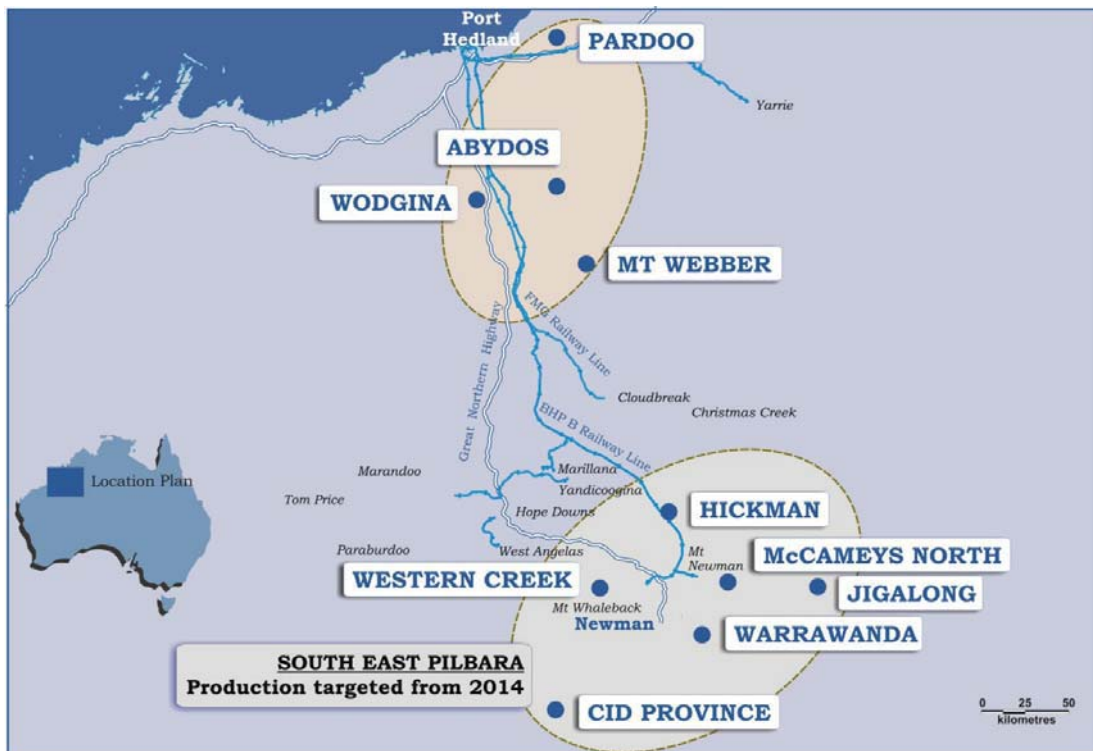 Port
Hedland
PARDOO
Yarrie
ABYDOS
WODGINA
MT WEBBER
Great Northern Highway
FMG Railway Line
Cloudbreak
Christmas Creek
BHP B Railway Line
Marandoo
Marillana
Location Plan
Yandicoogina
Tom Price
Hope Downs
HICKMAN
Paraburdoo
West Angelas
Mt
Newman
McCAMEYS NORTH
WESTERN CREEK
JIGALONG
Mt Whaleback
Newman
WARRAWANDA
SOUTH EAST PILBARA
Production targeted from 2014
CID PROVINCE
0 25 50
kilometres